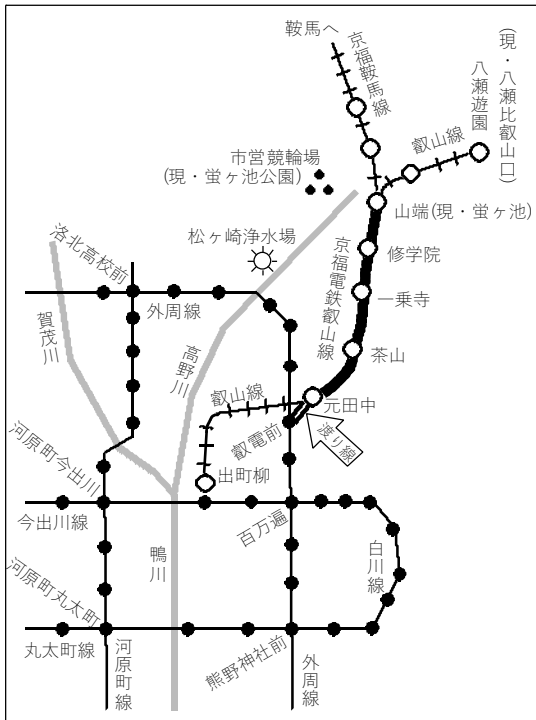 鞍馬へ
京福鞍馬線
(現・八瀬比叡山口)
八瀬遊園
叡山線
市営競輪場
(現・蛍ヶ池公園)
山端(現・蛍ヶ池)
松ヶ崎浄水場
修学院
京福電鉄叡山線
洛北高校前
一乗寺
外周線
賀茂川
高野川
茶山
叡山線
元田中
叡電前
渡り線
河原町今出川
出町柳
今出川線
百万遍
鴨川
白川線
河原町丸太町
丸太町線
河原町線
熊野神社前
外周線